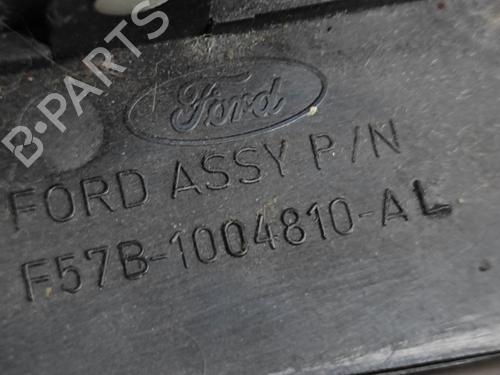 B-PARTS
Ford
FORD ASSY P/N
F57B-1004810-AL